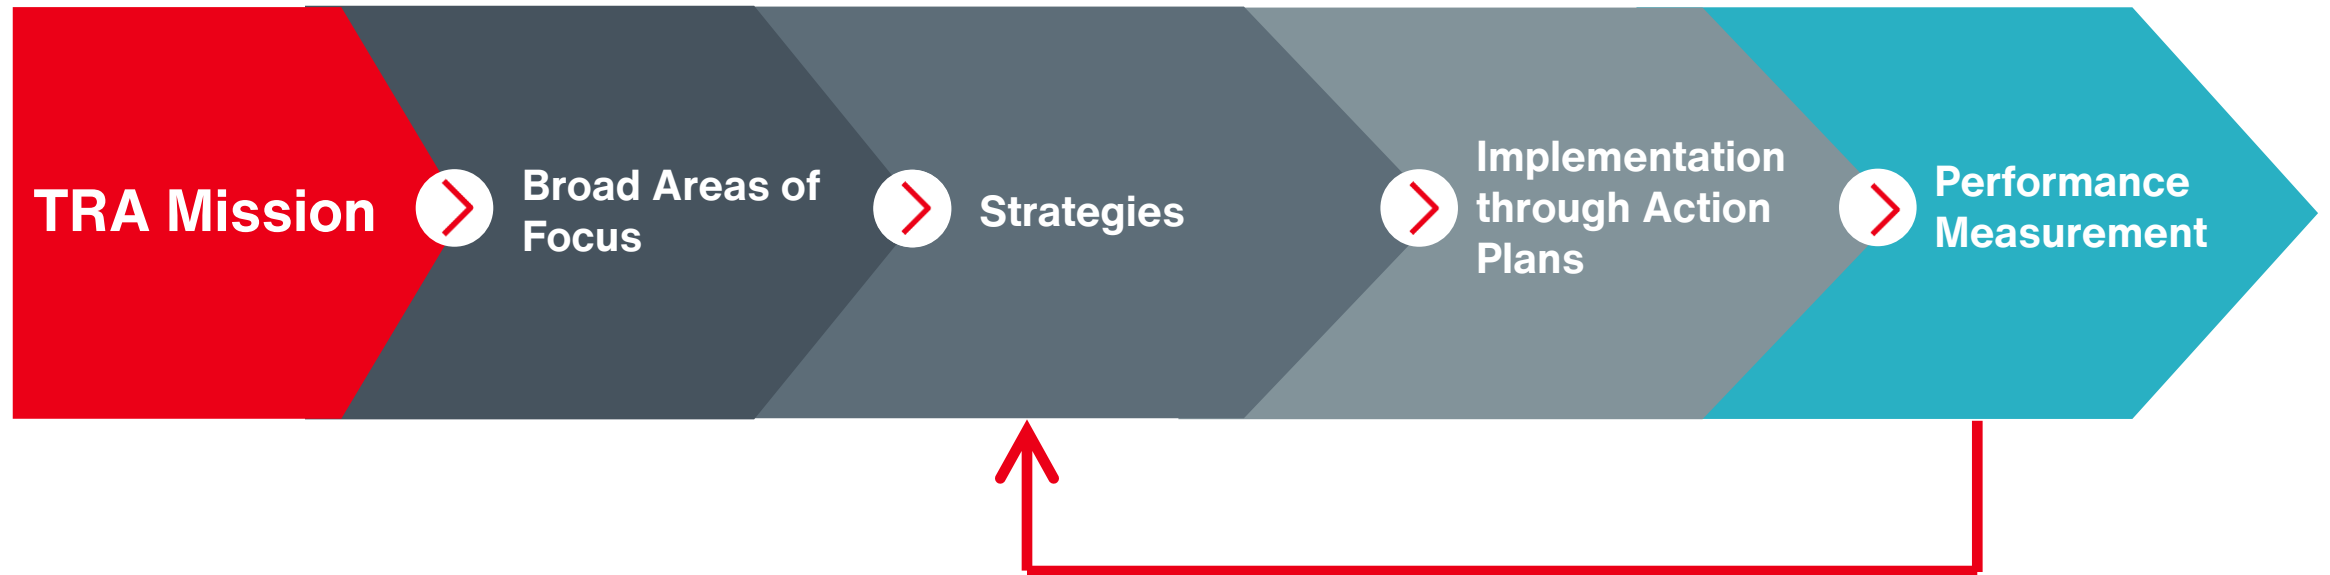 TRA Mission
Broad Areas of
Focus
Strategies
Implementation
through Action
Plans
Performance
Measurement